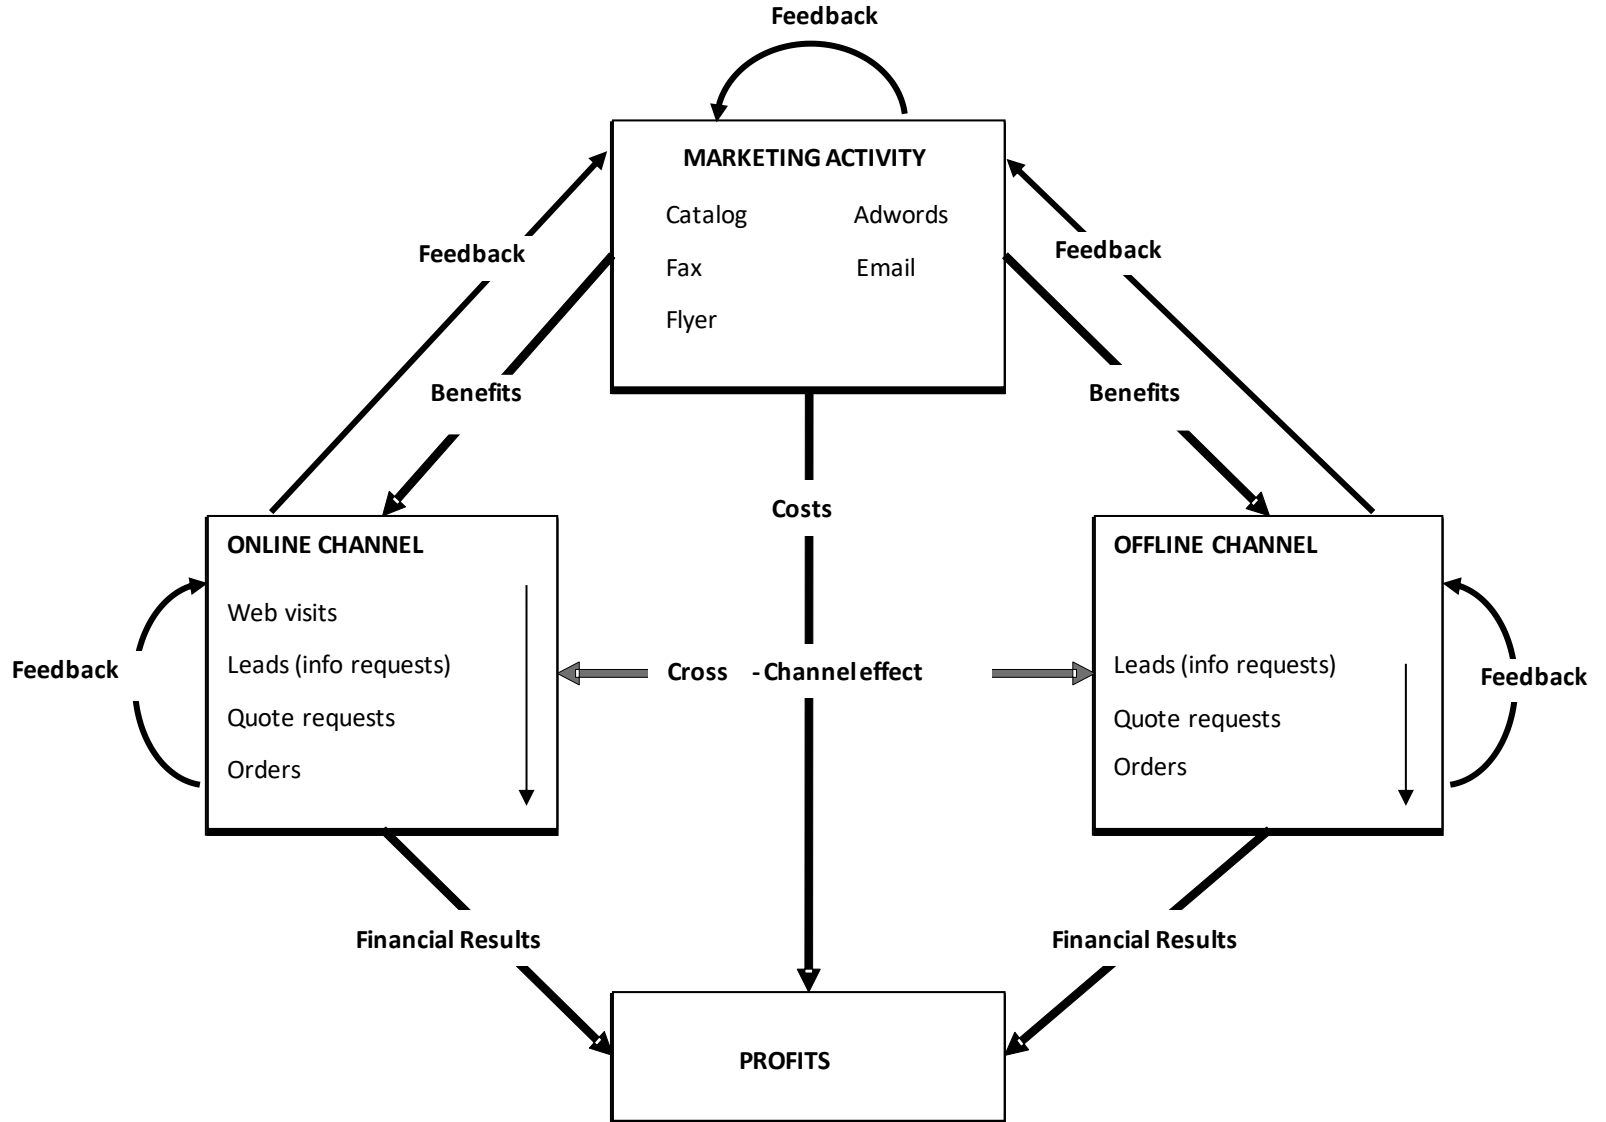 Feedback
MARKETING ACTIVITY
Catalog Adwords
Fax Email
Flyer
Feedback
Feedback
Benefits
Benefits
Costs
ONLINE CHANNEL
Web visits
Leads (info requests)
Quote requests
Orders
Feedback
Cross - Channel effect
OFFLINE CHANNEL
Leads (info requests)
Quote requests
Orders
Feedback
Financial Results
Financial Results
PROFITS